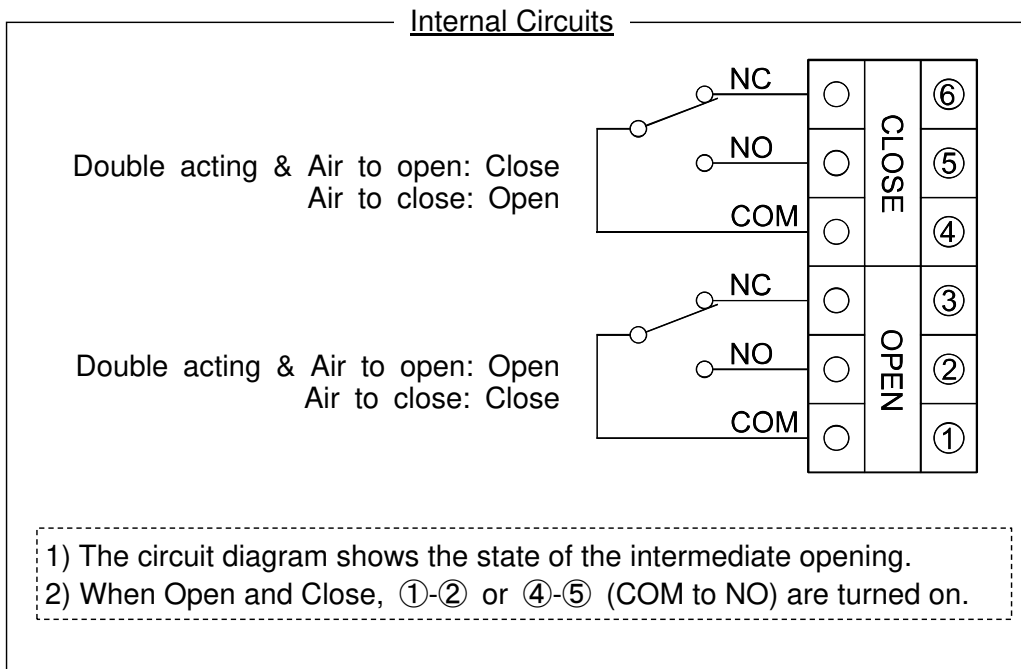 Internal Circuits
NC
⑥
NO
⑤
CLOSE
Double acting & Air to open: Close
Air to close: Open
COM
④
NC
③
NO
②
OPEN
Double acting & Air to open: Open
Air to close: Close
COM
①
1) The circuit diagram shows the state of the intermediate opening.
2) When Open and Close, ①-② or ④-⑤ (COM to NO) are turned on.